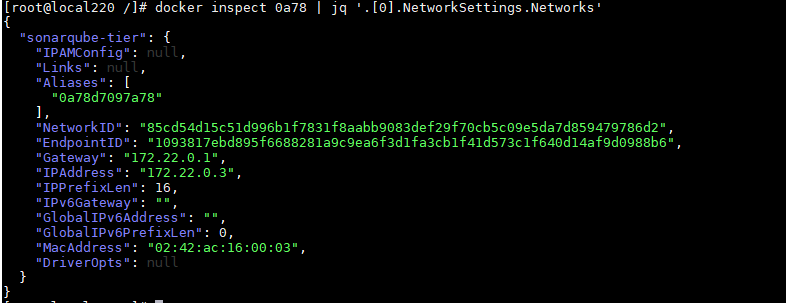 [root@local220 /]# docker inspect 0a78 | jq '.[0].NetworkSettings.Networks'
{
  "sonarqube-tier": {
    "IPAMConfig": null,
    "Links": null,
    "Aliases": [
      "0a78d7097a78"
    ],
    "NetworkID": "85cd54d15c51d996b1f7831f8aabb9083def29f70cb5c09e5da7d859479786d2",
    "EndpointID": "1093817ebd895f6688281a9c9ea6f3d1fa3cb1f41d573c1f640d14af9d0988b6",
    "Gateway": "172.22.0.1",
    "IPAddress": "172.22.0.3",
    "IPPrefixLen": 16,
    "IPv6Gateway": "",
    "GlobalIPv6Address": "",
    "GlobalIPv6PrefixLen": 0,
    "MacAddress": "02:42:ac:16:00:03",
    "DriverOpts": null
  }
}